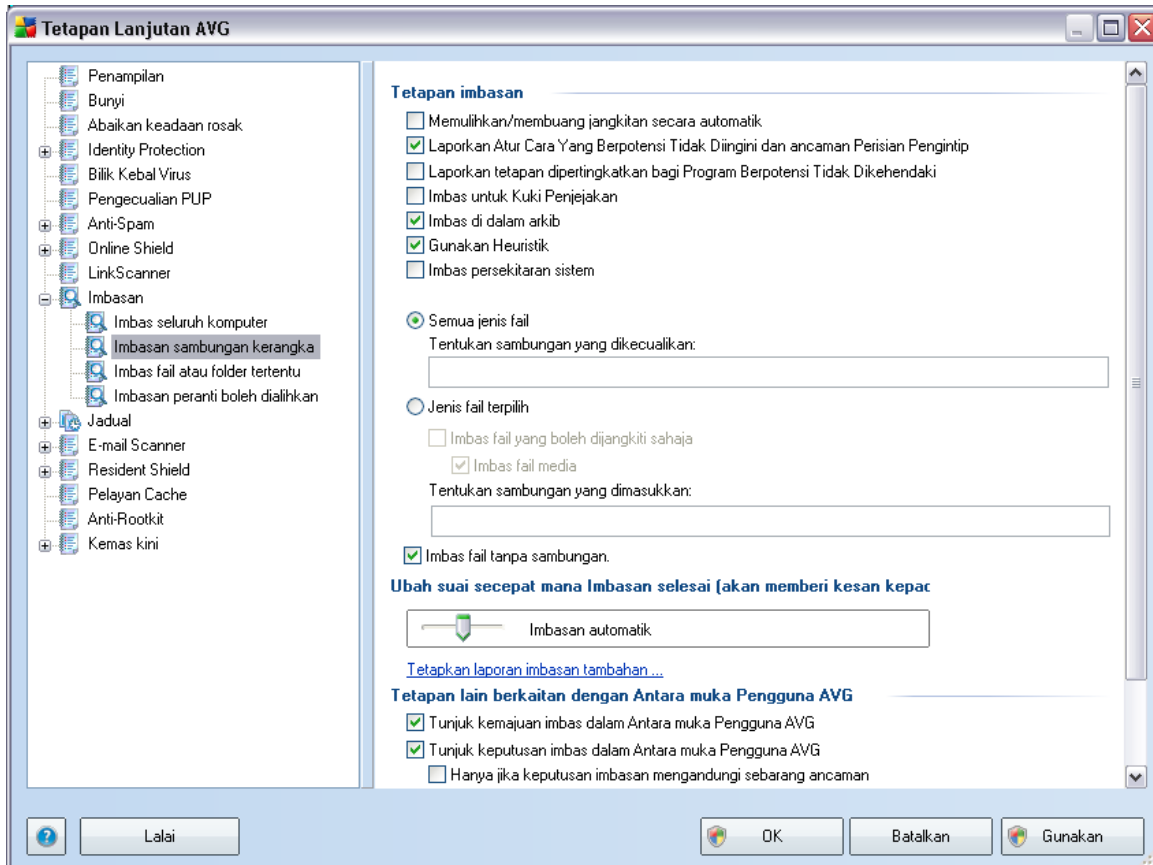 Tetapan Lanjutan AVG
Penampilan
Bunyi
Abaikan keadaan rosak
Identity Protection
Bilik Kebal Virus
Pengecualian PUP
Anti-Spam
Online Shield
LinkScanner
Imbasan
Imbas seluruh komputer
Imbasan sambungan kerangka
Imbas fail atau folder tertentu
Imbasan peranti boleh dialihkan
Jadual
E-mail Scanner
Resident Shield
Pelayan Cache
Anti-Rootkit
Kemas kini
Tetapan imbasan
Memulihkan/membuang jangkitan secara automatik
Laporkan Atur Cara Yang Berpotensi Tidak Diingini dan ancaman Perisian Pengintip
Laporkan tetapan dipertingkatkan bagi Program Berpotensi Tidak Dikehendaki
Imbas untuk Kuki Penjejakan
Imbas di dalam arkib
Gunakan Heuristik
Imbas persekitaran sistem
Semua jenis fail
Tentukan sambungan yang dikecualikan:
Jenis fail terpilih
Imbas fail yang boleh dijangkiti sahaja
Imbas fail media
Tentukan sambungan yang dimasukkan:
Imbas fail tanpa sambungan.
Ubah suai secepat mana Imbasan selesai (akan memberi kesan kepac
Imbasan automatik
Tetapkan laporan imbasan tambahan ...
Tetapan lain berkaitan dengan Antara muka Pengguna AVG
Tunjuk kemajuan imbas dalam Antara muka Pengguna AVG
Tunjuk keputusan imbas dalam Antara muka Pengguna AVG
Hanya jika keputusan imbasan mengandungi sebarang ancaman
Lalai
OK
Batalkan
Gunakan